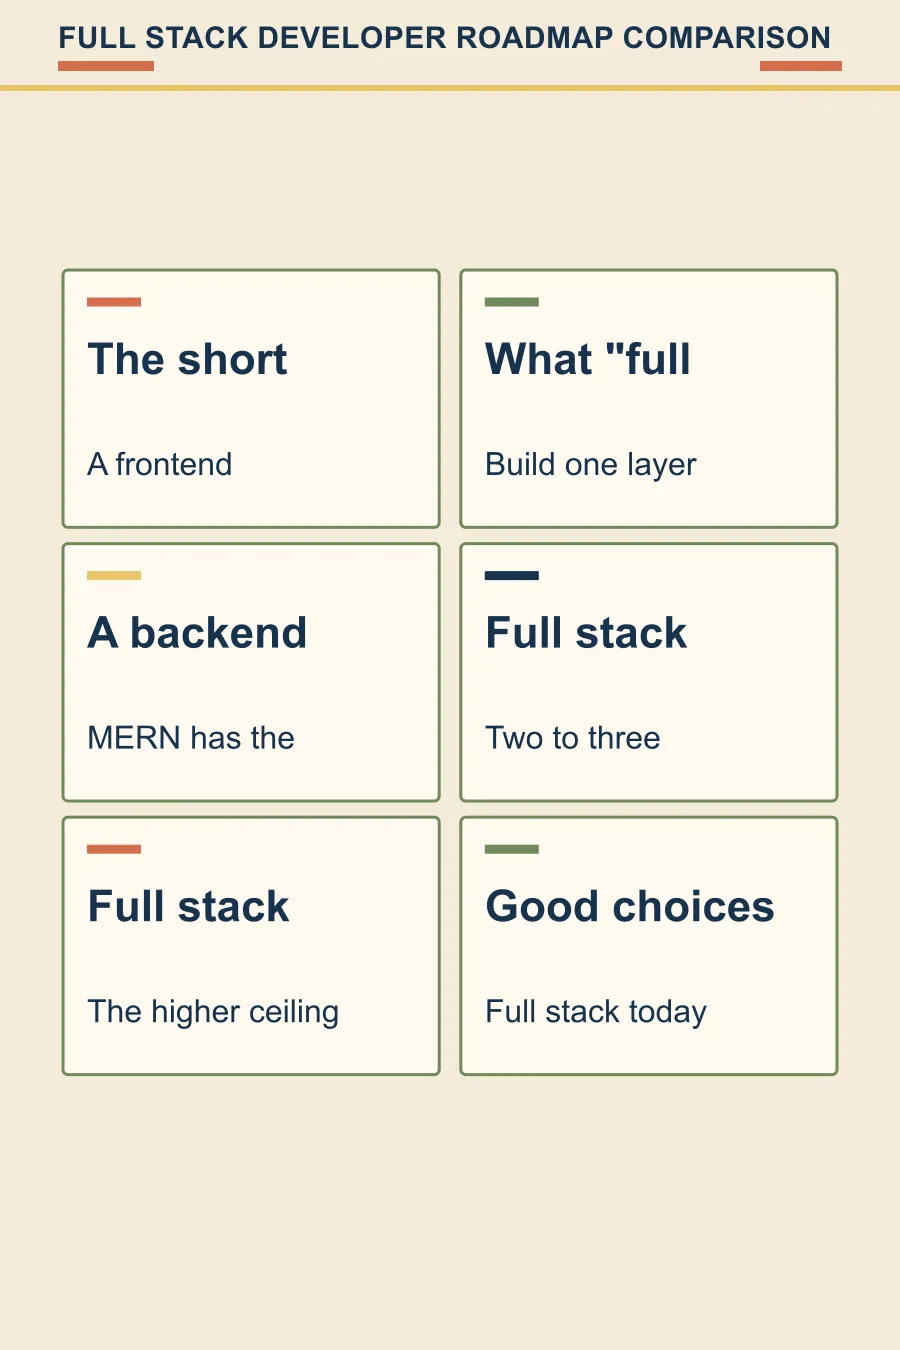 FULL STACK DEVELOPER ROADMAP COMPARISON
The short
A frontend
What "full
Build one layer
A backend
MERN has the
Full stack
Two to three
Full stack
The higher ceiling
Good choices
Full stack today